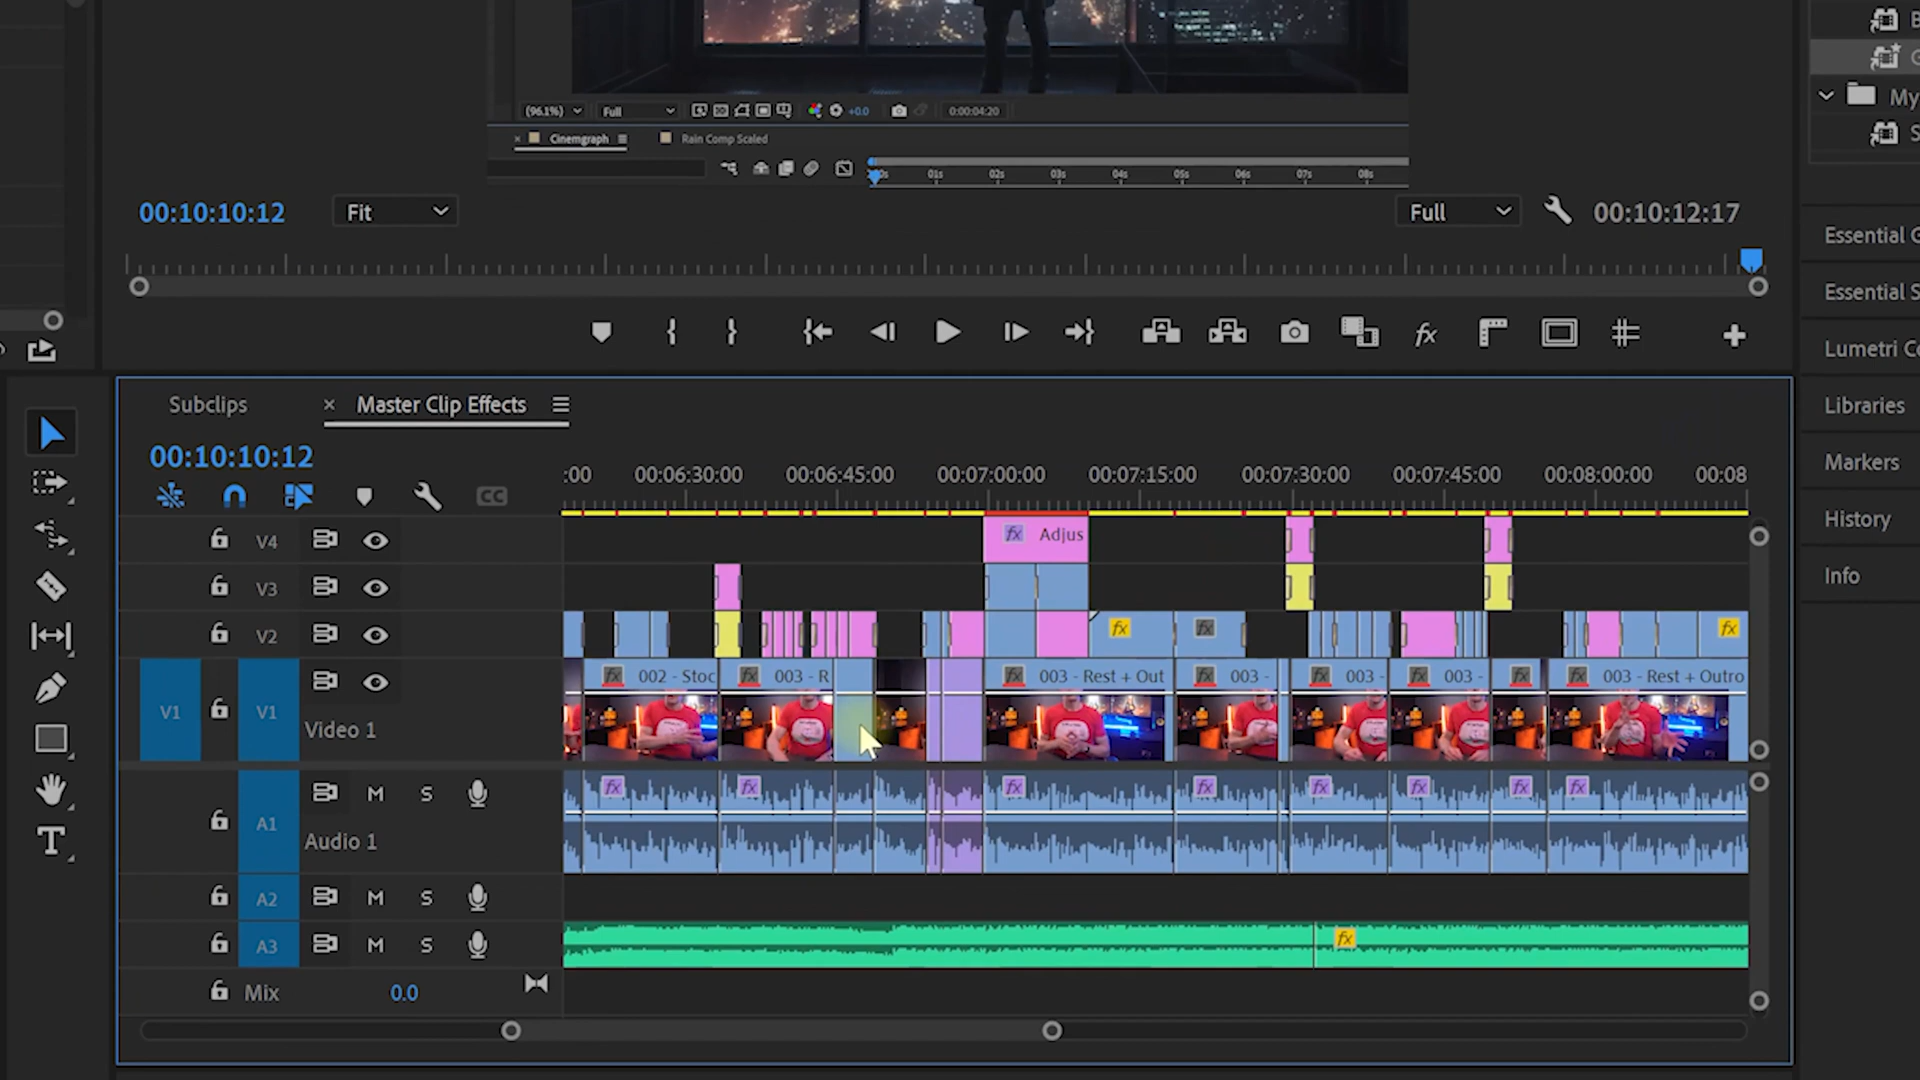 (96.1%) Full +0.0 0:00:04:20
× Cinemgraph Rain Comp Scaled
01s 02s 03s 04s 05s 06s 07s 08s
My
00:10:10:12 Fit Full 00:10:12:17
Essential G
Essential S
Lumetri Co
Libraries
Markers
History
Info
Subclips × Master Clip Effects
00:10:10:12
:00 00:06:30:00 00:06:45:00 00:07:00:00 00:07:15:00 00:07:30:00 00:07:45:00 00:08:00:00 00:08
CC
V4 fx Adjus
V3
V2 fx fx fx
V1 V1 Video 1
fx 002 - Stoc fx 003 - R fx 003 - Rest + Out fx 003 - fx 003 - fx 003 - fx fx 003 - Rest + Outro
A1 M S Audio 1
fx fx fx fx fx fx fx fx
A2 M S
A3 M S fx
Mix 0.0